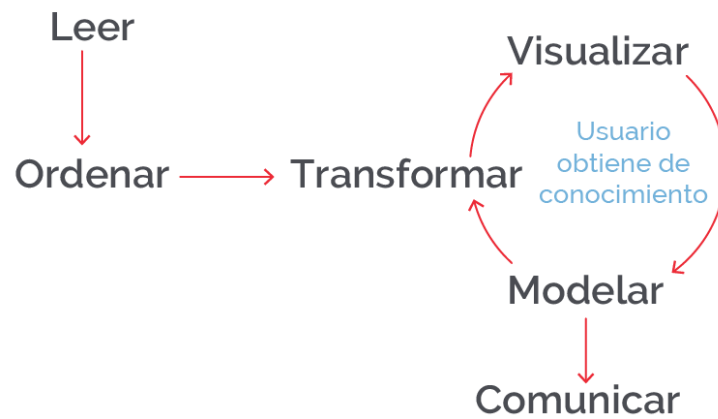 Leer
Visualizar
Usuario
obtiene de
conocimiento
Ordenar
Transformar
Modelar
Comunicar